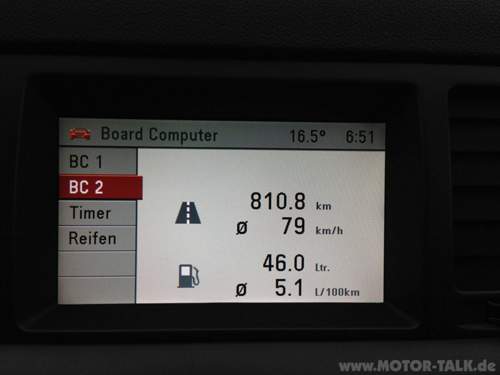 Board Computer 16.5° 6:51
BC 1
BC 2
Timer
Reifen
810.8 km
ø 79 km/h
46.0 Ltr.
ø 5.1 L/100km
www.MOTOR-TALK.de